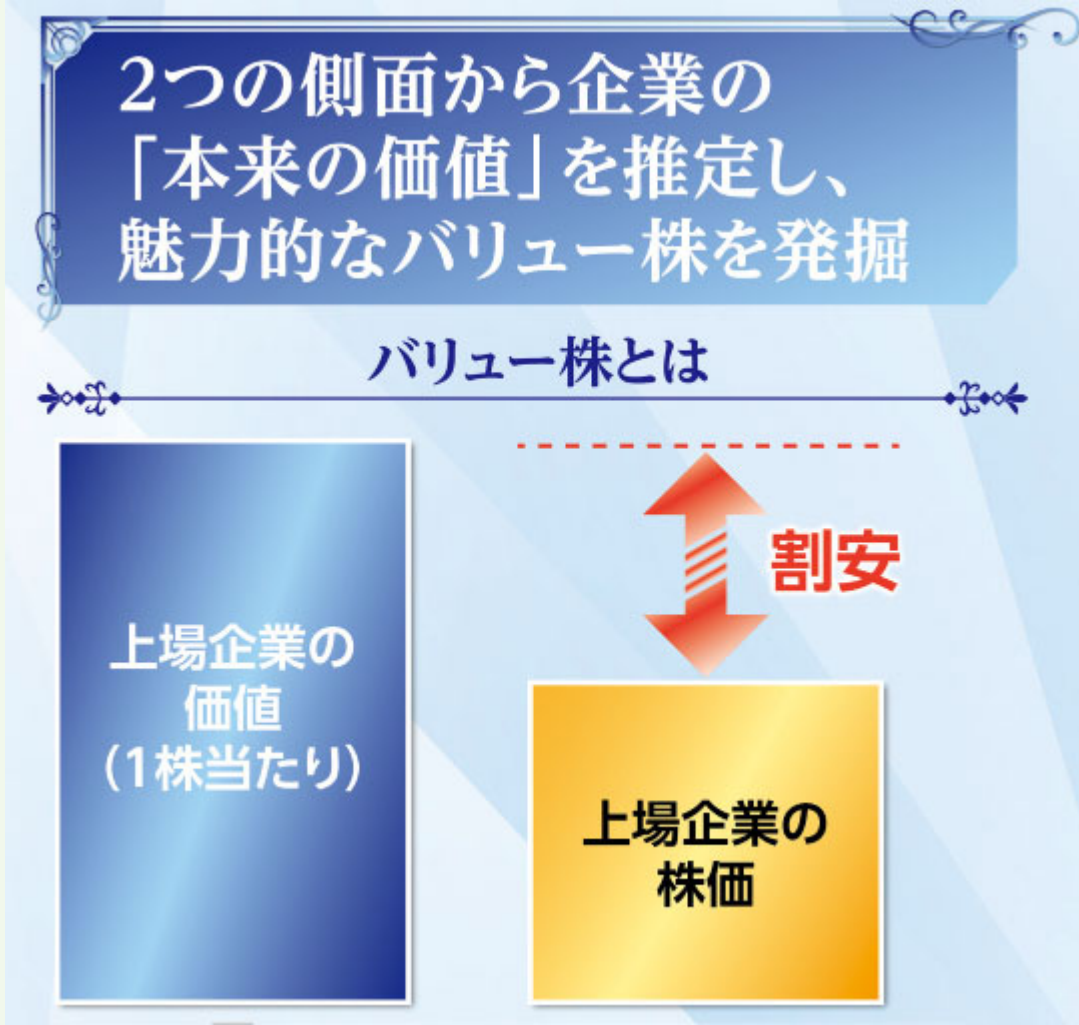 2つの側面から企業の
「本来の価値」を推定し、
魅力的なバリュー株を発掘
バリュー株とは
割安
上場企業の
価値
（1株当たり）
上場企業の
株価